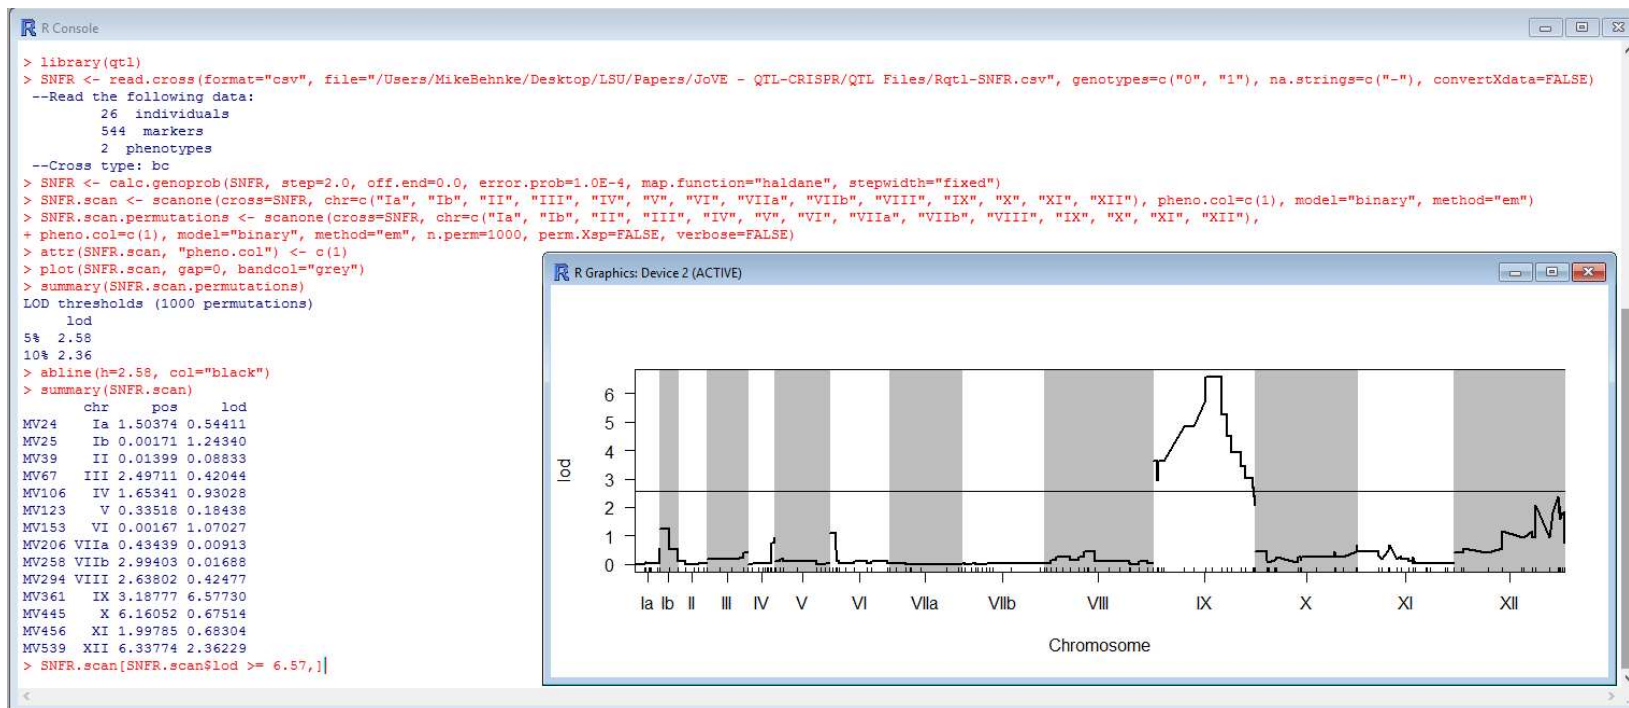 R Console
> library(qtl)
> SNFR <- read.cross(format="csv", file="/Users/MikeBehnke/Desktop/LSU/Papers/JoVE - QTL-CRISPR/QTL Files/Rqtl-SNFR.csv", genotypes=c("0", "1"), na.strings=c("-"), convertXdata=FALSE)
--Read the following data:
26 individuals
544 markers
2 phenotypes
--Cross type: bc
> SNFR <- calc.genoprob(SNFR, step=2.0, off.end=0.0, error.prob=1.0E-4, map.function="haldane", stepwidth="fixed")
> SNFR.scan <- scanone(cross=SNFR, chr=c("Ia", "Ib", "II", "III", "IV", "V", "VI", "VIIa", "VIIb", "VIII", "IX", "X", "XI", "XII"), pheno.col=c(1), model="binary", method="em")
> SNFR.scan.permutations <- scanone(cross=SNFR, chr=c("Ia", "Ib", "II", "III", "IV", "V", "VI", "VIIa", "VIIb", "VIII", "IX", "X", "XI", "XII"),
+ pheno.col=c(1), model="binary", method="em", n.perm=1000, perm.Xsp=FALSE, verbose=FALSE)
> attr(SNFR.scan, "pheno.col") <- c(1)
> plot(SNFR.scan, gap=0, bandcol="grey")
> summary(SNFR.scan.permutations)
LOD thresholds (1000 permutations)
lod
5% 2.58
10% 2.36
> abline(h=2.58, col="black")
> summary(SNFR.scan)
chr pos lod
MV24 Ia 1.50374 0.54411
MV25 Ib 0.00171 1.24340
MV39 II 0.01399 0.08833
MV67 III 2.49711 0.42044
MV106 IV 1.65341 0.93028
MV123 V 0.33518 0.18438
MV153 VI 0.00167 1.07027
MV206 VIIa 0.43439 0.00913
MV258 VIIb 2.99403 0.01688
MV294 VIII 2.63802 0.42477
MV361 IX 3.18777 6.57730
MV445 X 6.16052 0.67514
MV456 XI 1.99785 0.68304
MV539 XII 6.33774 2.36229
> SNFR.scan[SNFR.scan$lod >= 6.57,]
R Graphics: Device 2 (ACTIVE)
lod
6
5
4
3
2
1
0
Ia Ib II III IV V VI VIIa VIIb VIII IX X XI XII
Chromosome